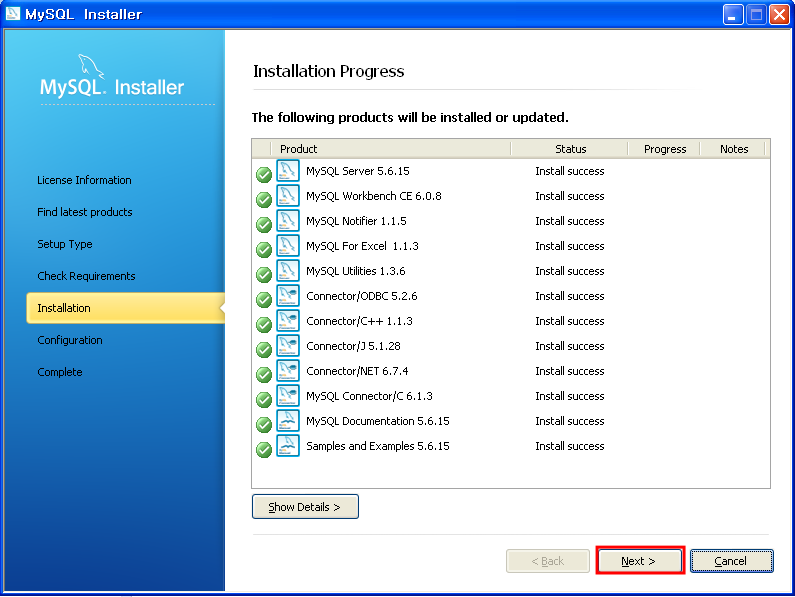 MySQL Installer
MySQL. Installer
License Information
Find latest products
Setup Type
Check Requirements
Installation
Configuration
Complete
Installation Progress
The following products will be installed or updated.
Product Status Progress Notes
MySQL Server 5.6.15 Install success
MySQL Workbench CE 6.0.8 Install success
MySQL Notifier 1.1.5 Install success
MySQL For Excel 1.1.3 Install success
MySQL Utilities 1.3.6 Install success
Connector/ODBC 5.2.6 Install success
Connector/C++ 1.1.3 Install success
Connector/J 5.1.28 Install success
Connector/NET 6.7.4 Install success
MySQL Connector/C 6.1.3 Install success
MySQL Documentation 5.6.15 Install success
Samples and Examples 5.6.15 Install success
Show Details >
< Back Next > Cancel